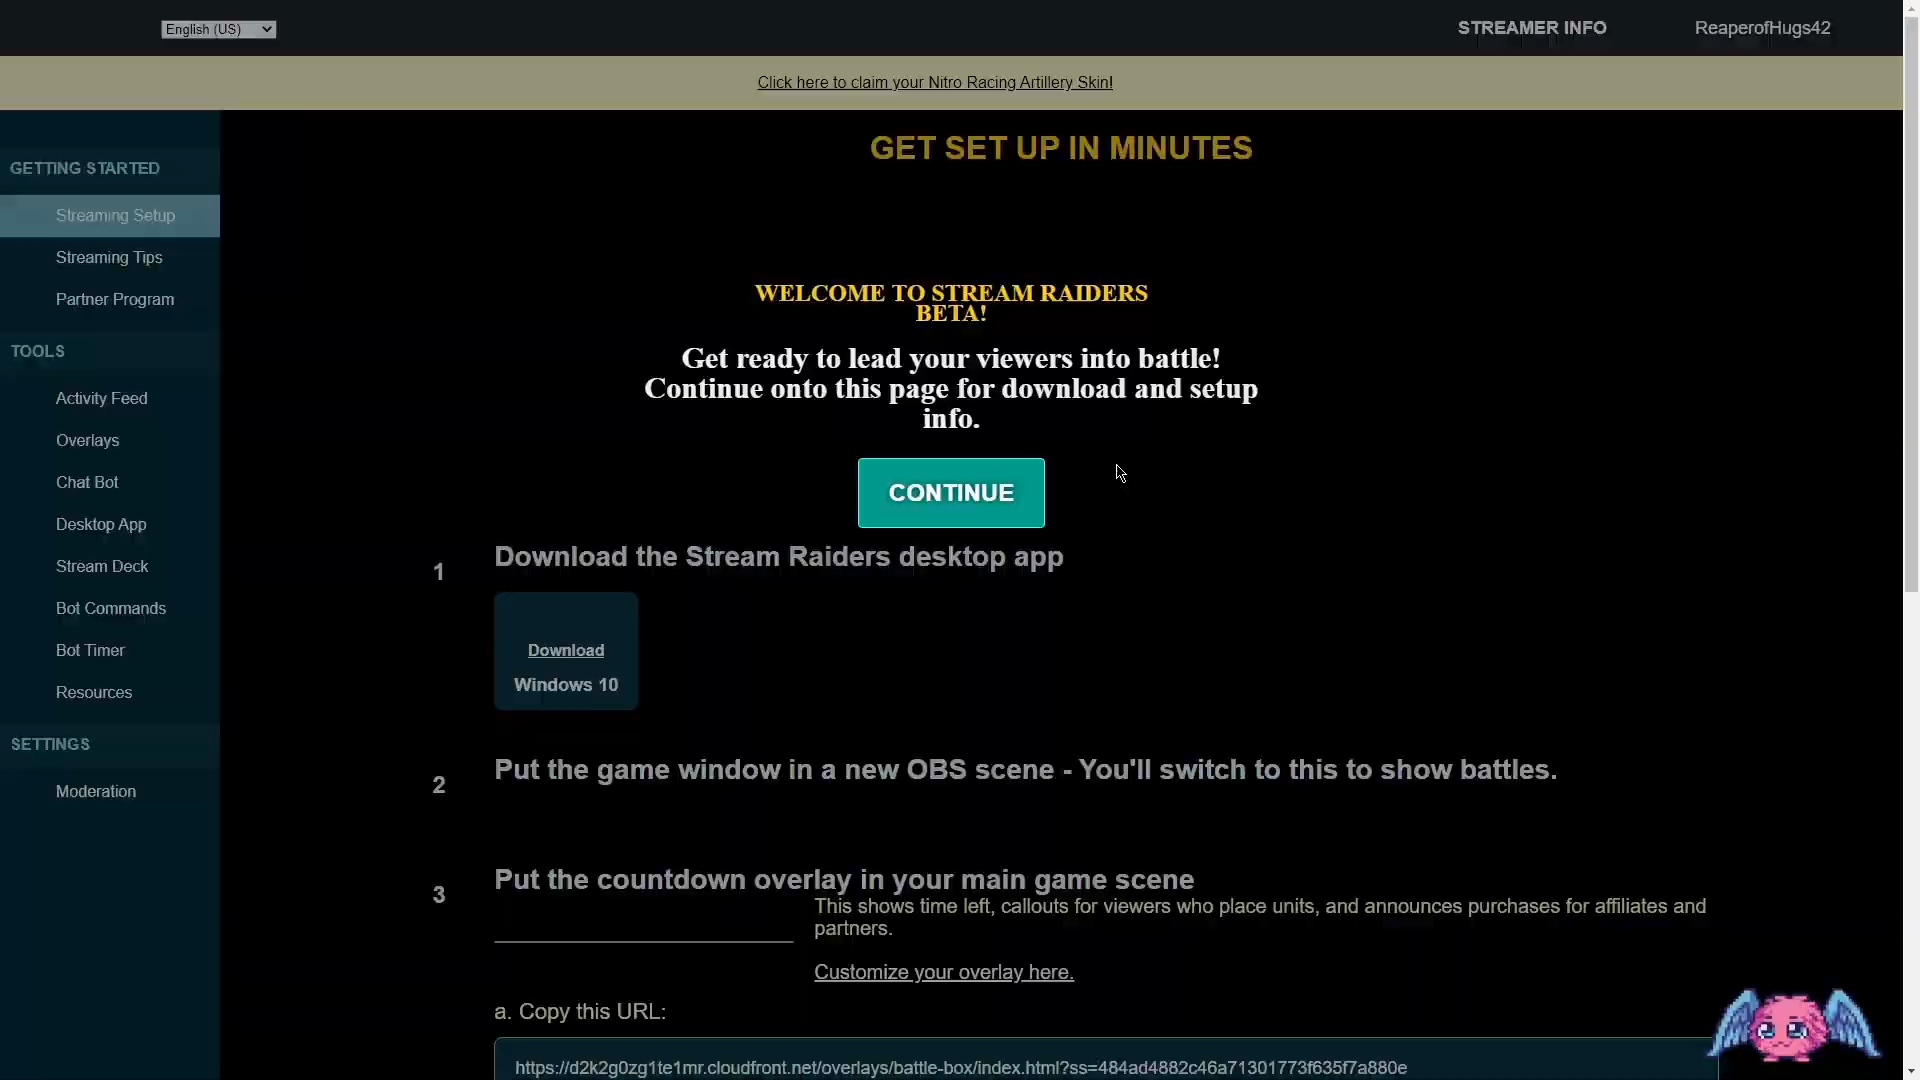 English (US)
STREAMER INFO
ReaperofHugs42
Click here to claim your Nitro Racing Artillery Skin!
GETTING STARTED
Streaming Setup
Streaming Tips
Partner Program
TOOLS
Activity Feed
Overlays
Chat Bot
Desktop App
Stream Deck
Bot Commands
Bot Timer
Resources
SETTINGS
Moderation
GET SET UP IN MINUTES
WELCOME TO STREAM RAIDERS
BETA!
Get ready to lead your viewers into battle!
Continue onto this page for download and setup
info.
CONTINUE
1
Download the Stream Raiders desktop app
Download
Windows 10
2
Put the game window in a new OBS scene - You'll switch to this to show battles.
3
Put the countdown overlay in your main game scene
This shows time left, callouts for viewers who place units, and announces purchases for affiliates and
partners.
Customize your overlay here.
a. Copy this URL:
https://d2k2g0zg1te1mr.cloudfront.net/overlays/battle-box/index.html?ss=484ad4882c46a71301773f635f7a880e